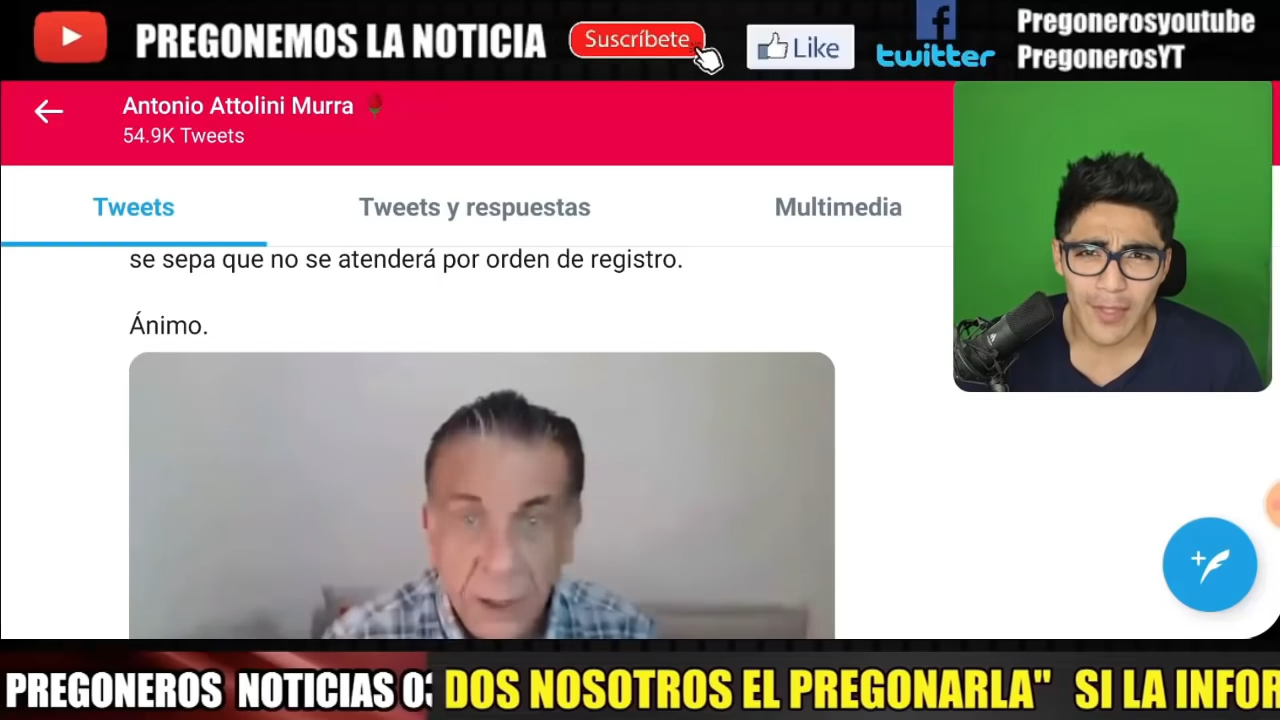 PREGONEMOS LA NOTICIA
Suscríbete
Like
twitter
Pregonerosyoutube
PregonerosYT
Antonio Attolini Murra
54.9K Tweets
Tweets
Tweets y respuestas
Multimedia
se sepa que no se atenderá por orden de registro.
Ánimo.
PREGONEROS NOTICIAS
DOS NOSOTROS EL PREGONARLA" SI LA INFOR